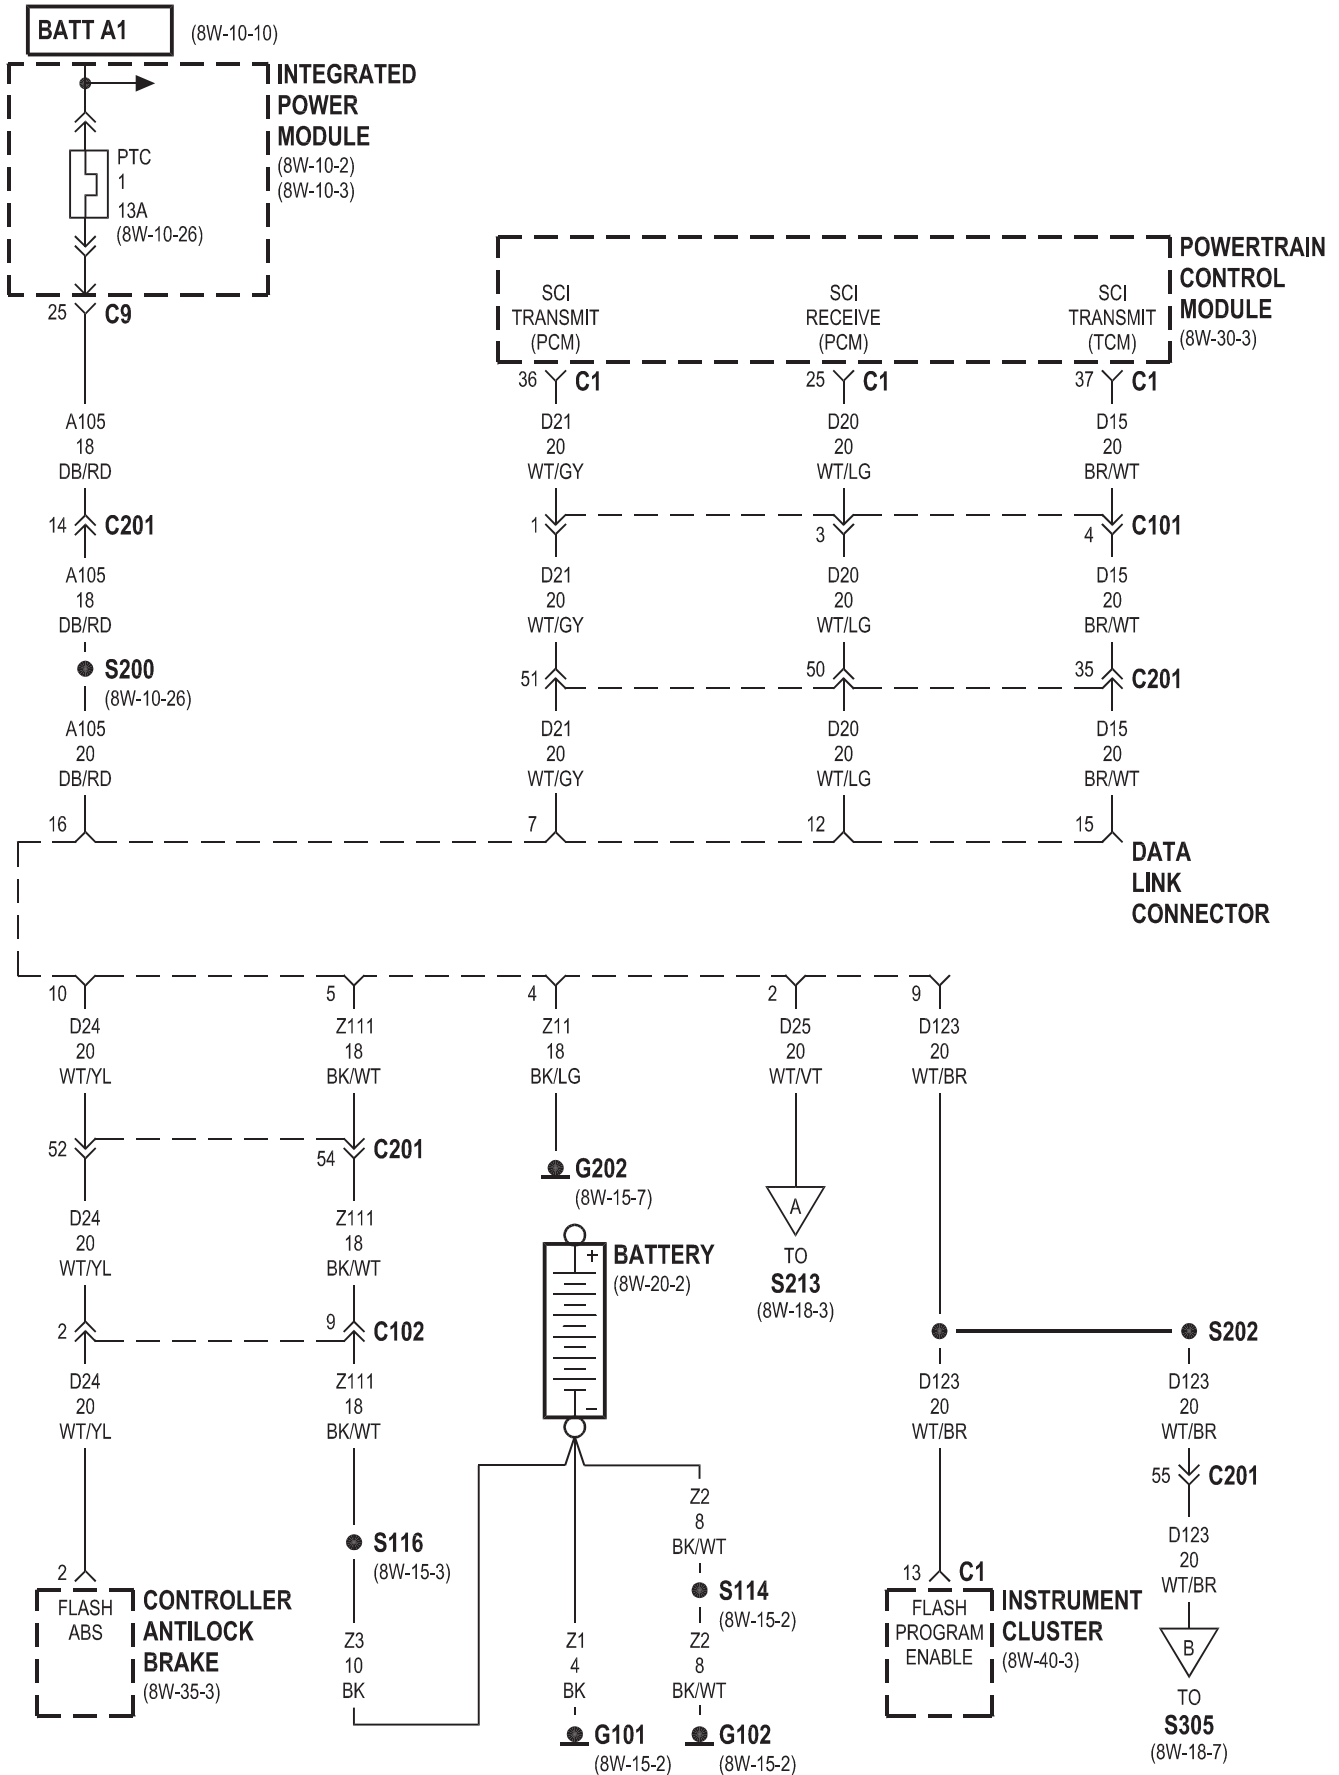 BATT A1 (8W-10-10)
INTEGRATED
POWER
MODULE
(8W-10-2)
(8W-10-3)
PTC
1
13A
(8W-10-26)
25 C9
POWERTRAIN
CONTROL
MODULE
(8W-30-3)
SCI
TRANSMIT
(PCM)
SCI
RECEIVE
(PCM)
SCI
TRANSMIT
(TCM)
36 C1
25 C1
37 C1
A105
18
DB/RD
D21
20
WT/GY
D20
20
WT/LG
D15
20
BR/WT
14 C201
1
3
4 C101
A105
18
DB/RD
D21
20
WT/GY
D20
20
WT/LG
D15
20
BR/WT
S200
(8W-10-26)
51
50
35 C201
A105
20
DB/RD
D21
20
WT/GY
D20
20
WT/LG
D15
20
BR/WT
16
7
12
15
DATA
LINK
CONNECTOR
10
5
4
2
9
D24
20
WT/YL
Z111
18
BK/WT
Z11
18
BK/LG
D25
20
WT/VT
D123
20
WT/BR
52
54 C201
G202
(8W-15-7)
A
TO
S213
(8W-18-3)
D24
20
WT/YL
Z111
18
BK/WT
+
BATTERY
(8W-20-2)
–
2
9 C102
S202
D24
20
WT/YL
Z111
18
BK/WT
D123
20
WT/BR
D123
20
WT/BR
55 C201
Z2
8
BK/WT
S116
(8W-15-3)
S114
(8W-15-2)
D123
20
WT/BR
2
FLASH
ABS
CONTROLLER
ANTILOCK
BRAKE
(8W-35-3)
Z3
10
BK
Z1
4
BK
Z2
8
BK/WT
13 C1
FLASH
PROGRAM
ENABLE
INSTRUMENT
CLUSTER
(8W-40-3)
B
TO
S305
(8W-18-7)
G101
(8W-15-2)
G102
(8W-15-2)